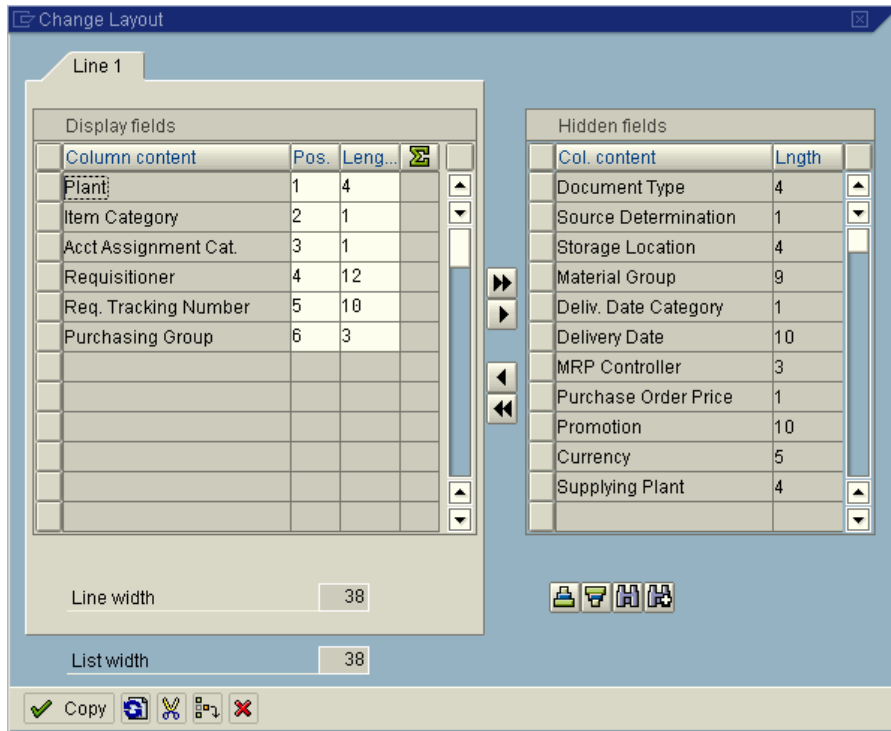 Change Layout
Line 1
Display fields
Column content Pos. Leng...
Plant 1 4
Item Category 2 1
Acct Assignment Cat. 3 1
Requisitioner 4 12
Req. Tracking Number 5 10
Purchasing Group 6 3
Line width 38
List width 38
Hidden fields
Col. content Lngth
Document Type 4
Source Determination 1
Storage Location 4
Material Group 9
Deliv. Date Category 1
Delivery Date 10
MRP Controller 3
Purchase Order Price 1
Promotion 10
Currency 5
Supplying Plant 4
Copy